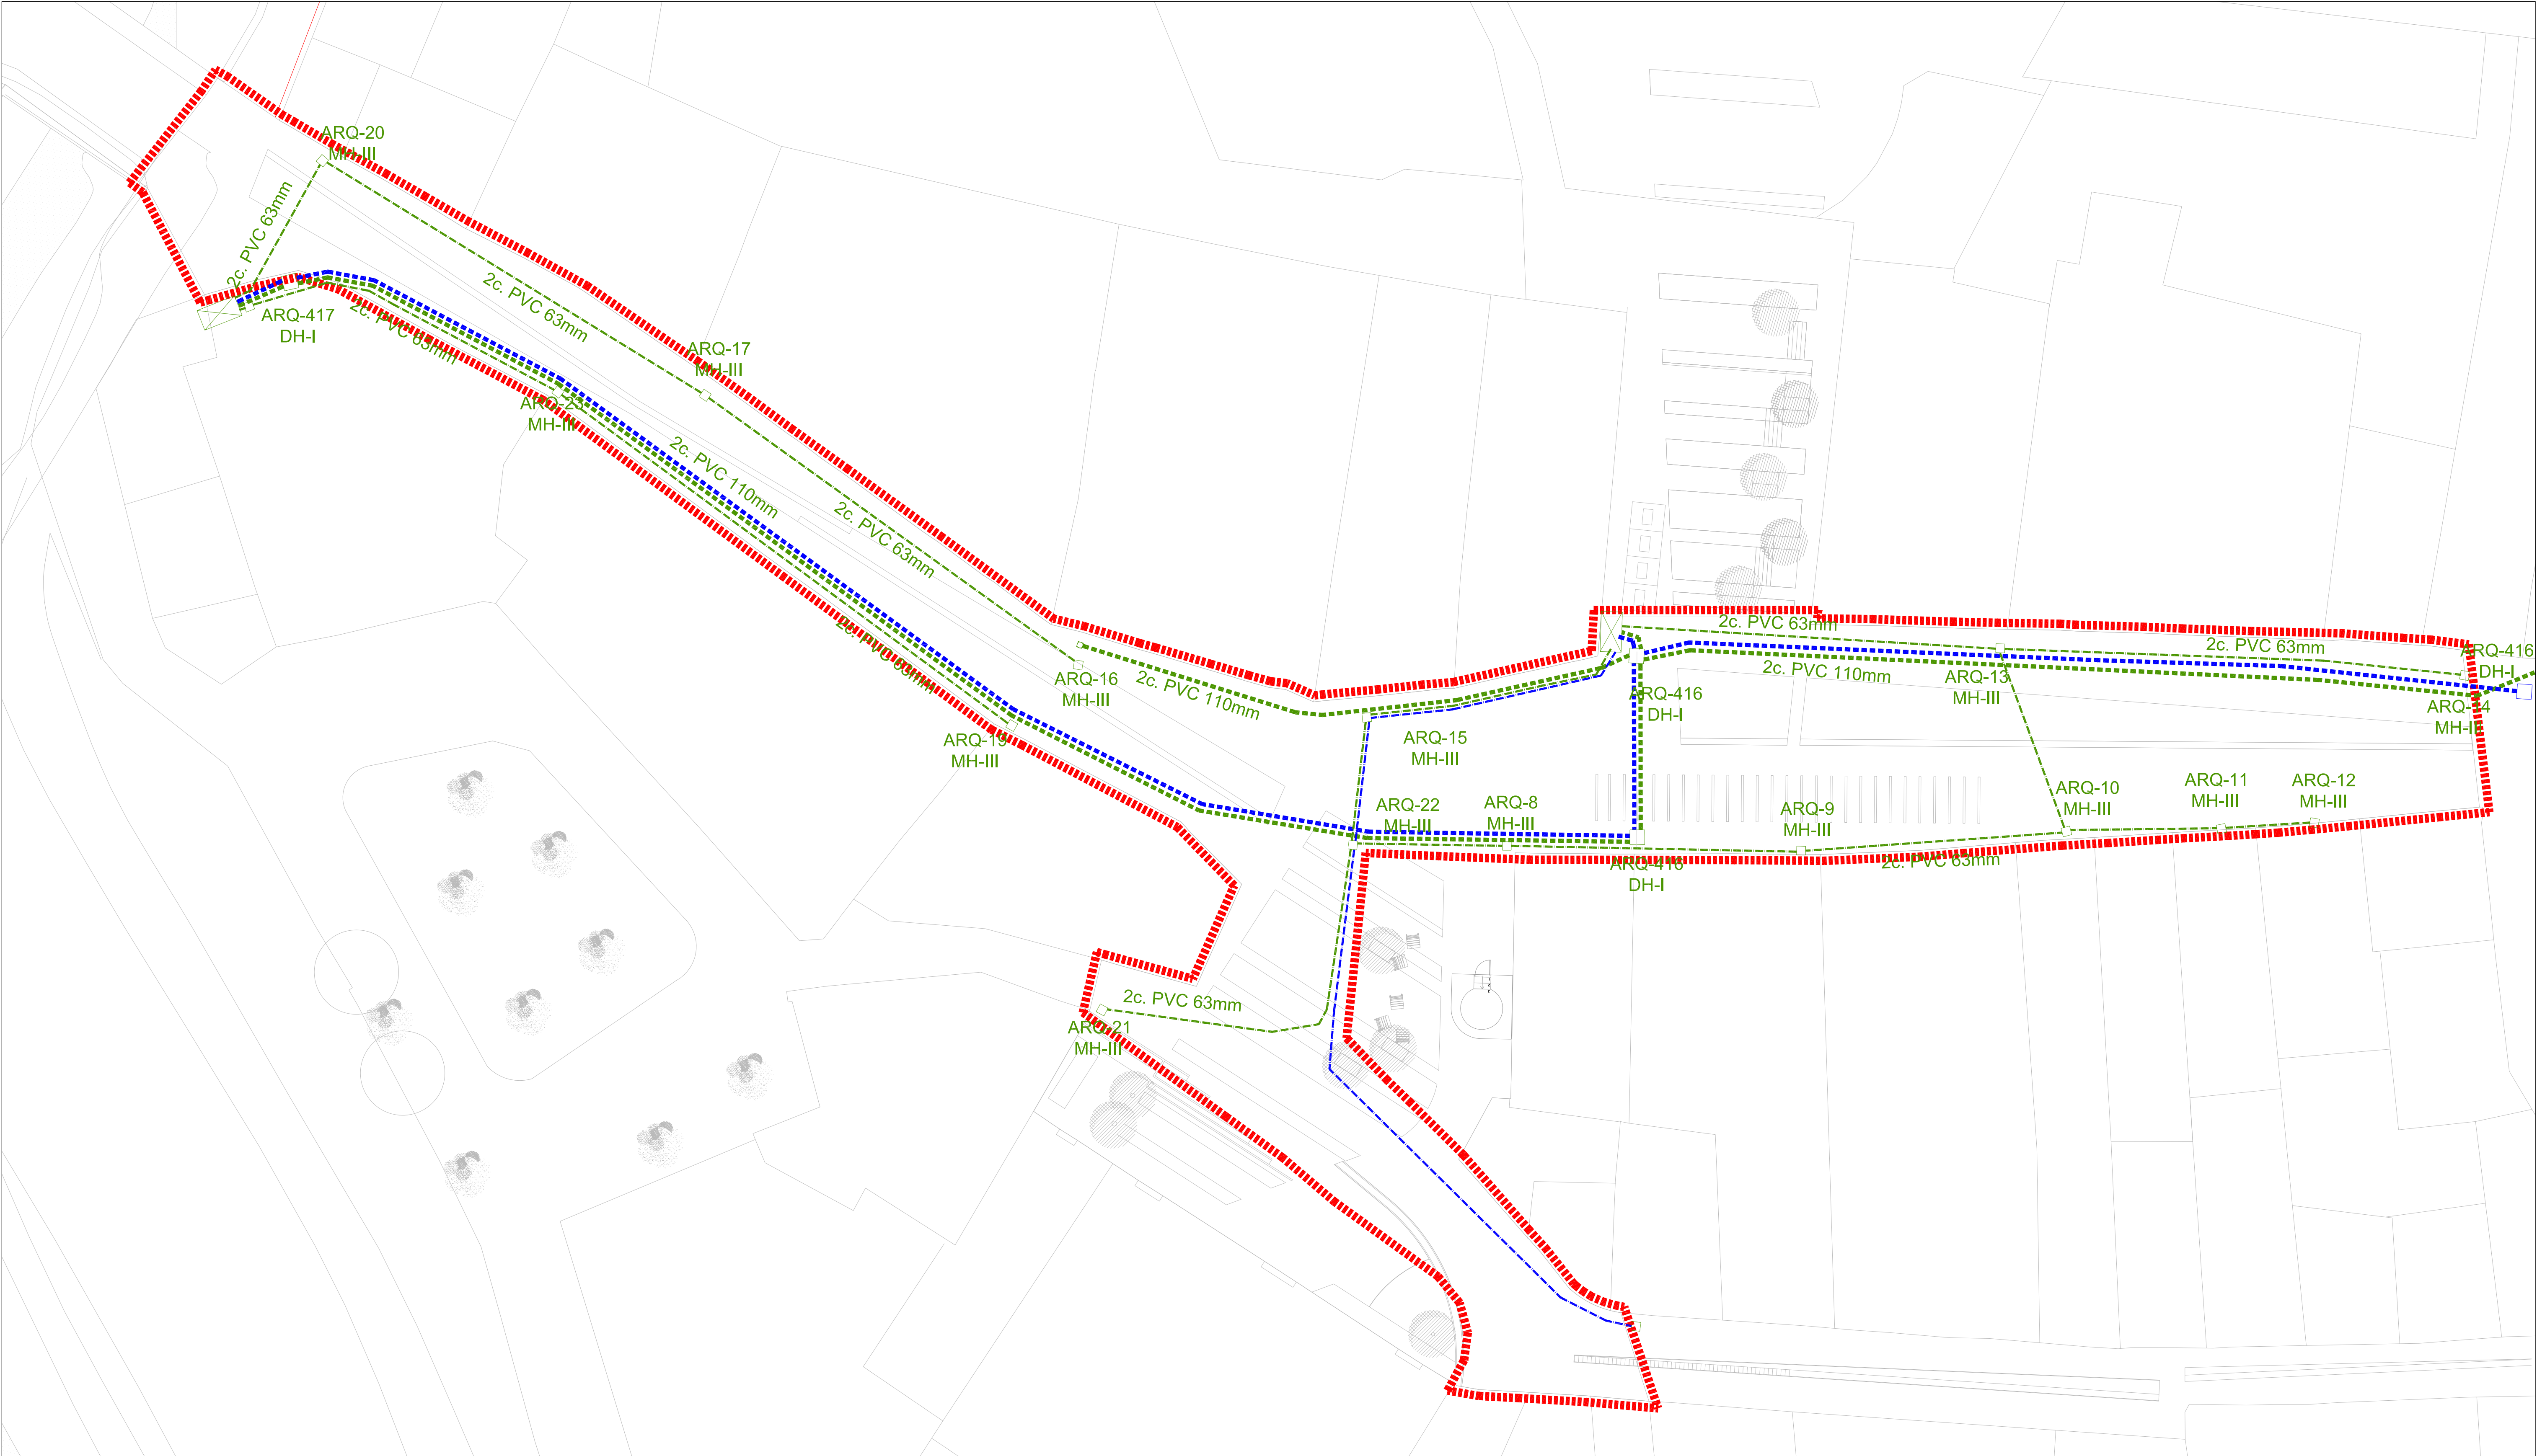 ARQ-20
MH-III
2c. PVC 63mm
2c. PVC 63mm
ARQ-417
DH-I
2c. PVC 63mm
ARQ-17
MH-III
ARQ-23
MH-III
2c. PVC 110mm
2c. PVC 63mm
2c. PVC 63mm
ARQ-16
MH-III
2c. PVC 110mm
ARQ-19
MH-III
2c. PVC 63mm
2c. PVC 63mm
ARQ-416
DH-I
2c. PVC 110mm
ARQ-13
MH-III
ARQ-416
DH-I
ARQ-14
MH-III
ARQ-15
MH-III
ARQ-22
MH-III
ARQ-8
MH-III
ARQ-9
MH-III
ARQ-10
MH-III
ARQ-11
MH-III
ARQ-12
MH-III
ARQ-416
DH-I
2c. PVC 63mm
2c. PVC 63mm
ARQ-21
MH-III